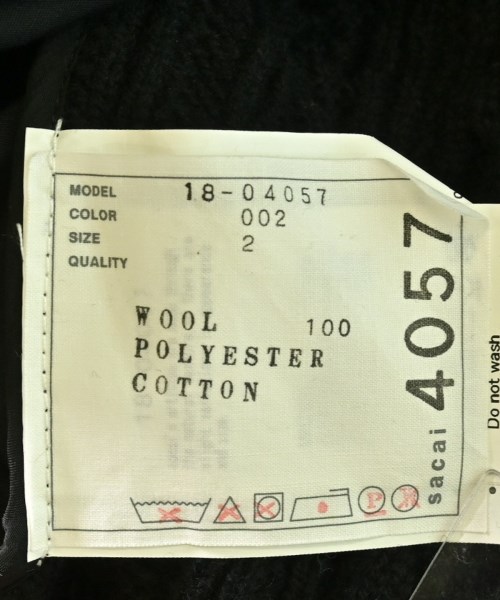 MODEL 18-04057
COLOR 002
SIZE 2
QUALITY
WOOL 100
POLYESTER
COTTON
P
sacai 4057
Do not wash